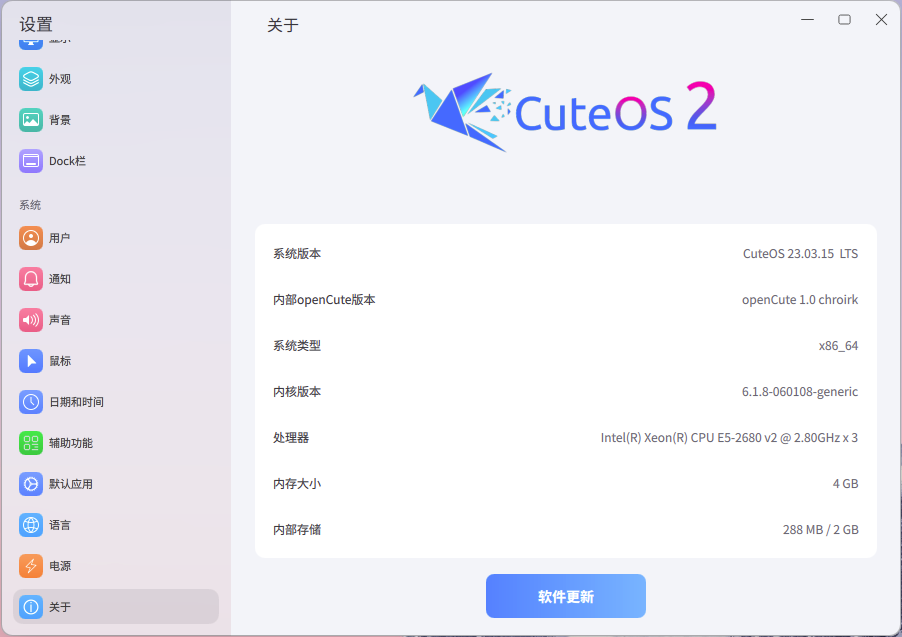 设置
关于
外观
背景
Dock栏
系统
用户
通知
声音
鼠标
日期和时间
辅助功能
默认应用
语言
电源
关于
CuteOS 2
系统版本 CuteOS 23.03.15 LTS
内部openCute版本 openCute 1.0 chroirk
系统类型 x86_64
内核版本 6.1.8-060108-generic
处理器 Intel(R) Xeon(R) CPU E5-2680 v2 @ 2.80GHz x 3
内存大小 4 GB
内部存储 288 MB / 2 GB
软件更新